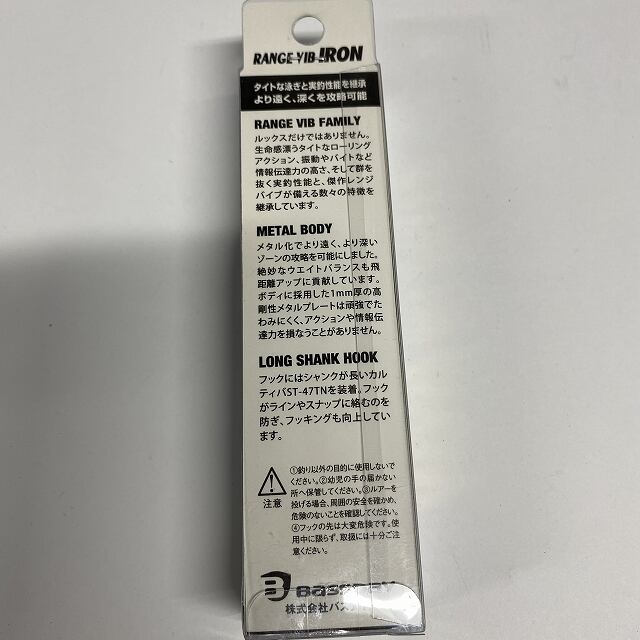 RANGE VIB IRON
タイトな泳ぎと実釣性能を継承
より遠く、深くを攻略可能
RANGE VIB FAMILY
ルックスだけではありません。
生命感漂うタイトなローリング
アクション、振動やバイトなど
情報伝達力の高さ、そして群を
抜く実釣性能と、傑作レンジ
バイブが備える数々の特徴を
継承しています。
METAL BODY
メタル化でより遠く、より深い
ゾーンの攻略を可能にしました。
絶妙なウエイトバランスも飛
距離アップに貢献しています。
ボディに採用した1mm厚の高
剛性メタルプレートは頑強でた
わみにくく、アクションや情報伝
達力を損なうことがありません。
LONG SHANK HOOK
フックにはシャンクが長いカル
ティバST-47TNを装着。フック
がラインやスナップに絡むのを
防ぎ、フッキングも向上してい
ます。
注意
①釣り以外の目的に使用しないで
ください。②幼児の手の届かない
所へ保管してください。③ルアーを
投げる場合、周囲の安全を確かめ、
危険のないことを確認してください。
④フックの先は大変危険です。使
用中に限らず、取扱には十分ご注
意ください。
株式会社バス